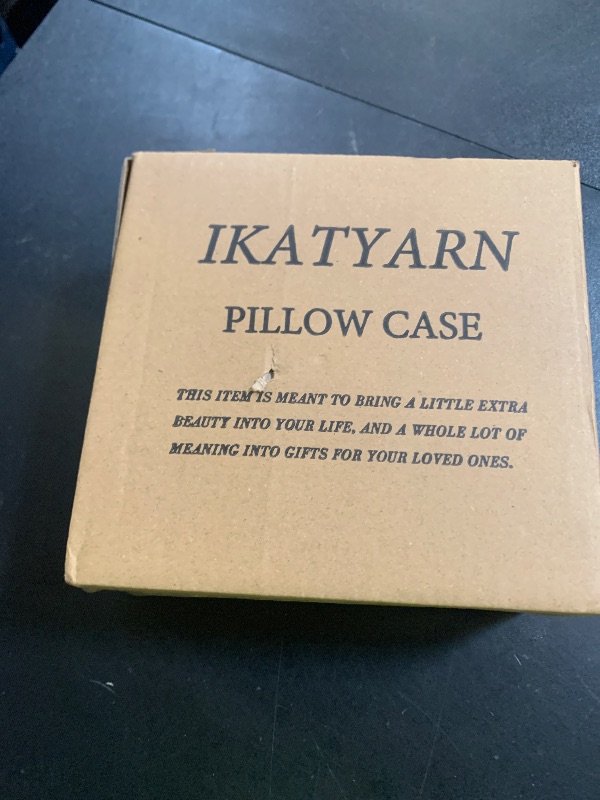 IKATYARN
PILLOW CASE
THIS ITEM IS MEANT TO BRING A LITTLE EXTRA
BEAUTY INTO YOUR LIFE, AND A WHOLE LOT OF
MEANING INTO GIFTS FOR YOUR LOVED ONES.